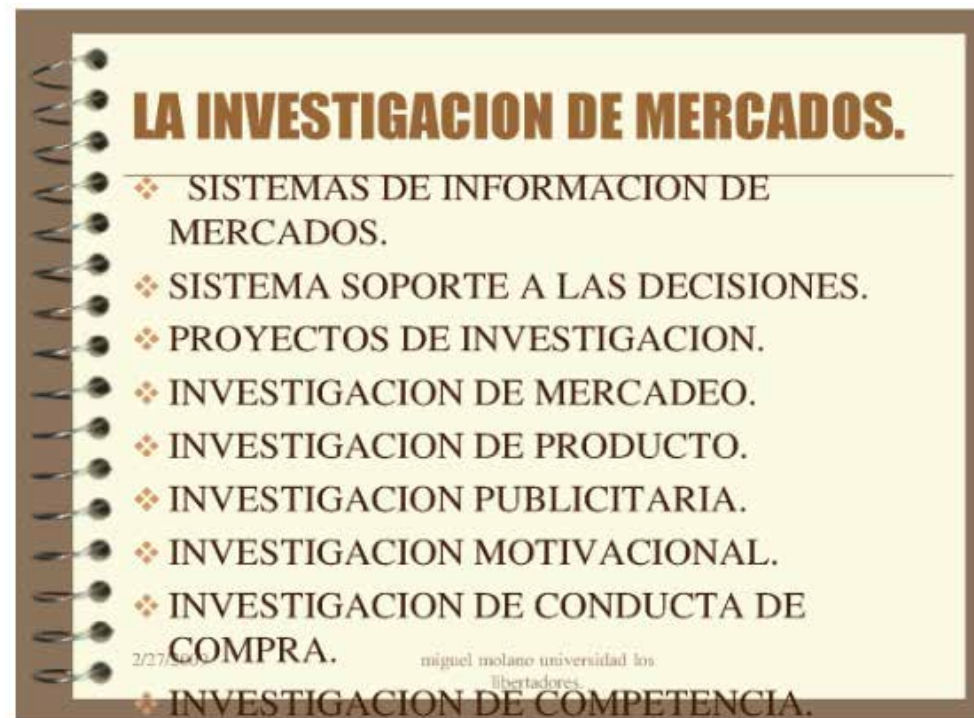 LA INVESTIGACION DE MERCADOS.
SISTEMAS DE INFORMACION DE
MERCADOS.
SISTEMA SOPORTE A LAS DECISIONES.
PROYECTOS DE INVESTIGACION.
INVESTIGACION DE MERCADEO.
INVESTIGACION DE PRODUCTO.
INVESTIGACION PUBLICITARIA.
INVESTIGACION MOTIVACIONAL.
INVESTIGACION DE CONDUCTA DE
COMPRA.
miguel molano universidad los
libertadores.
INVESTIGACION DE COMPETENCIA.